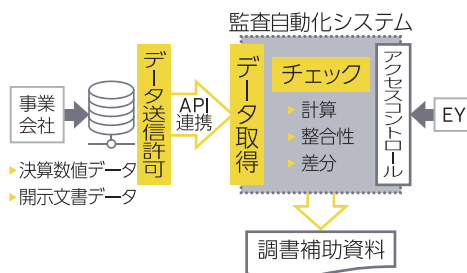 監査自動化システム
事業
会社
データ送信許可
API
連携
データ取得
チェック
計算
整合性
差分
アクセスコントロール
EY
決算数値データ
開示文書データ
調書補助資料